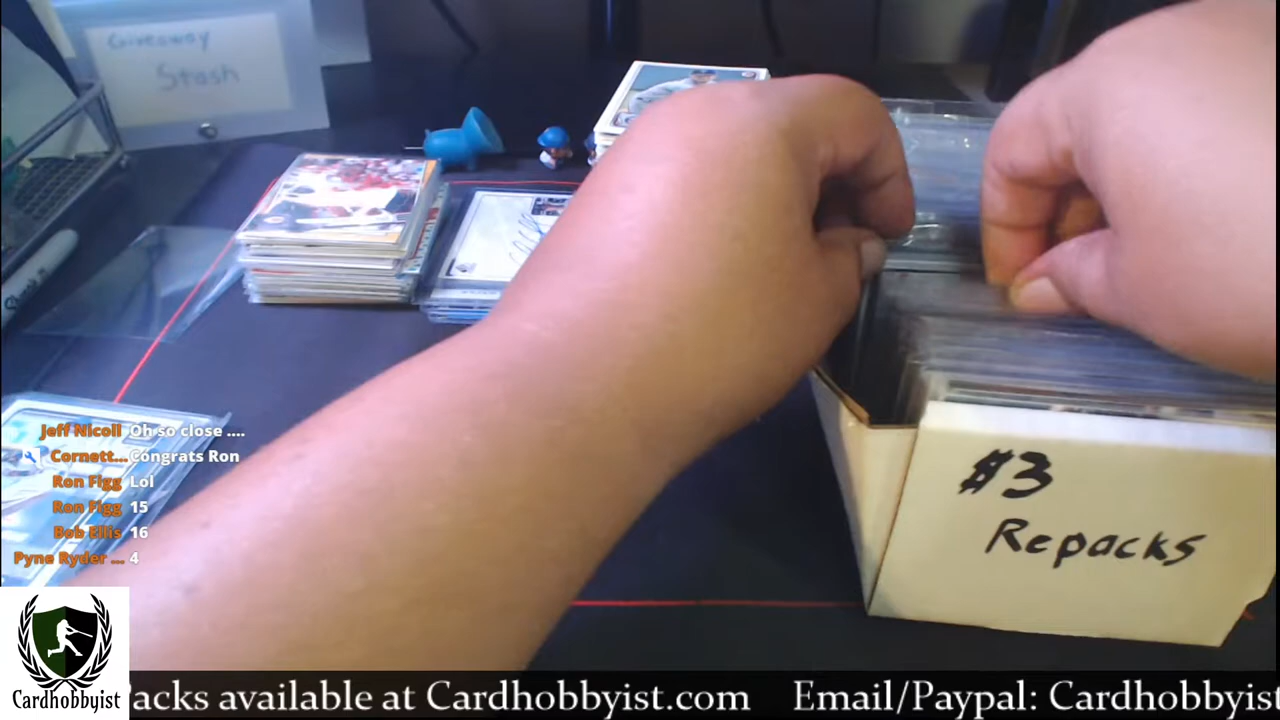 Giveaway
Stash
Jeff Nicoll Oh so close ....
Cornett... Congrats Ron
Ron Figg Lol
Ron Figg 15
Bob Ellis 16
Pyne Ryder ... 4
#3
Repacks
Cardhobbyist
acks available at Cardhobbyist.com Email/Paypal: Cardhobbyist